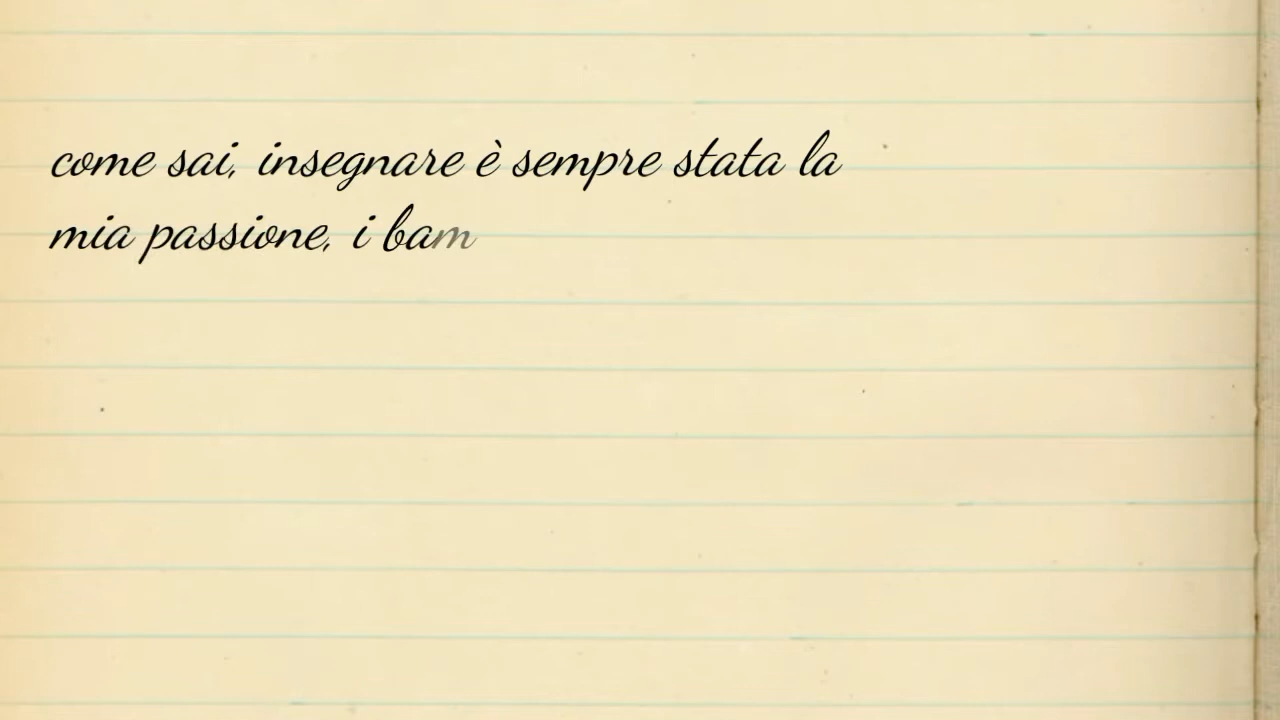 come sai, insegnare è sempre stata la
mia passione, i bam